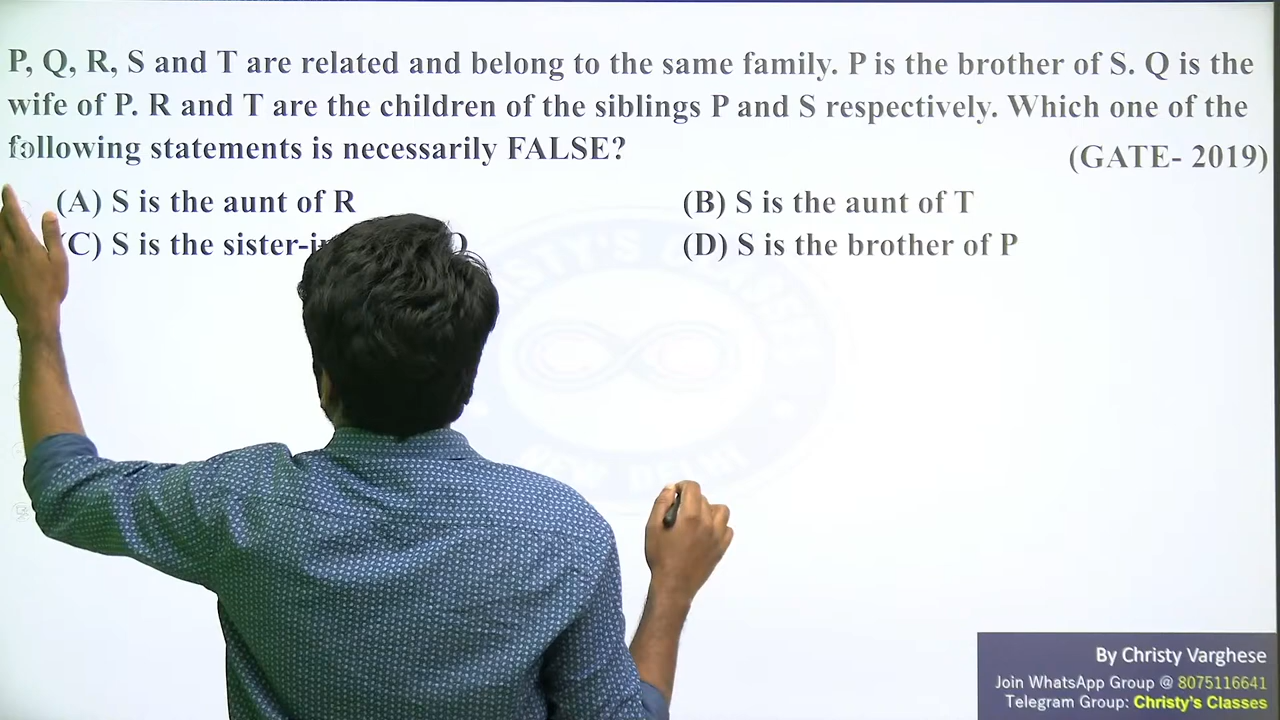 P, Q, R, S and T are related and belong to the same family. P is the brother of S. Q is the
wife of P. R and T are the children of the siblings P and S respectively. Which one of the
following statements is necessarily FALSE?
(GATE- 2019)
(A) S is the aunt of R
(B) S is the aunt of T
(C) S is the
(D) S is the brother of P
By Christy Varghese
Join WhatsApp Group @ 8075116641
Telegram Group: Christy's Classes